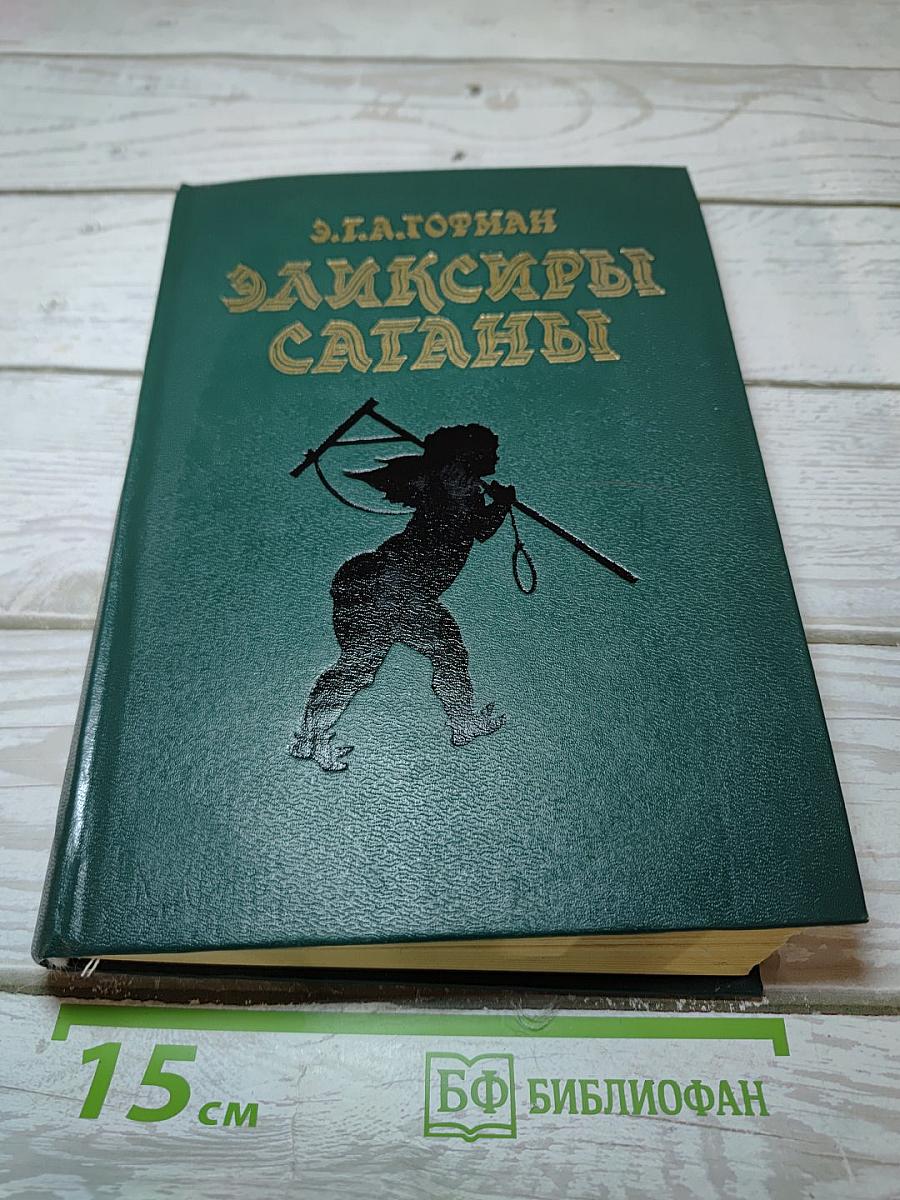 Э.Т.А.ГОФМАН
ЭЛИКСИРЫ
САТАНЫ
15 см
БФ БИБЛИОФАН